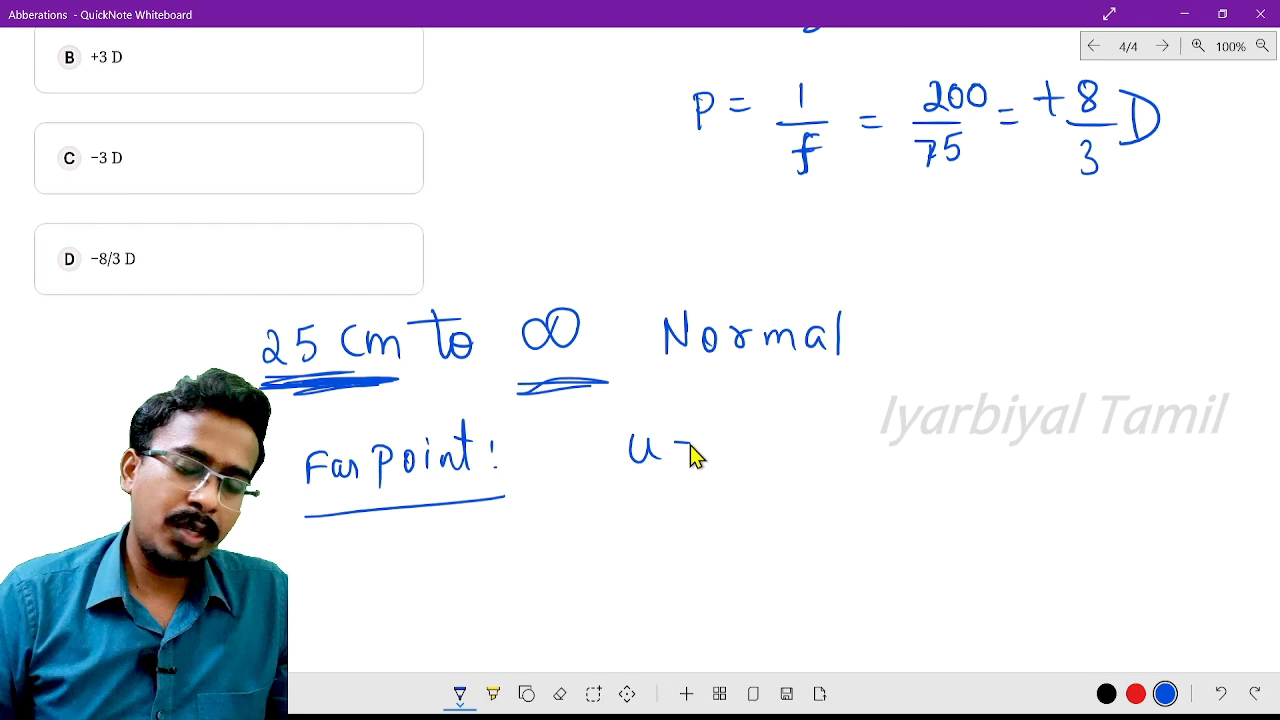 Abberations - QuickNote Whiteboard
4/4
100%
B +3 D
C −3 D
D −8/3 D
P = 1/f = 200/75 = +8/3 D
25 cm to ∞ Normal
Iyarbiyal Tamil
Far Point :
u =